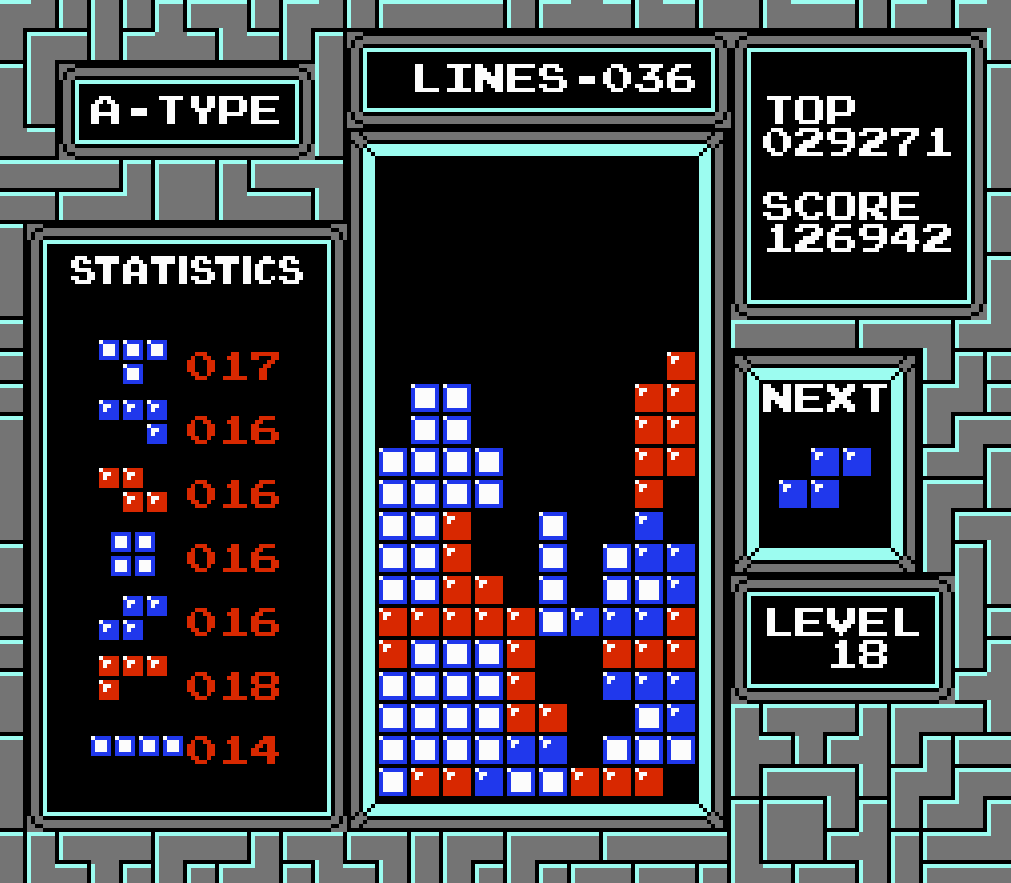 LINES-036
A-TYPE
TOP
029271
SCORE
126942
STATISTICS
017
016
016
016
016
018
014
NEXT
LEVEL
18